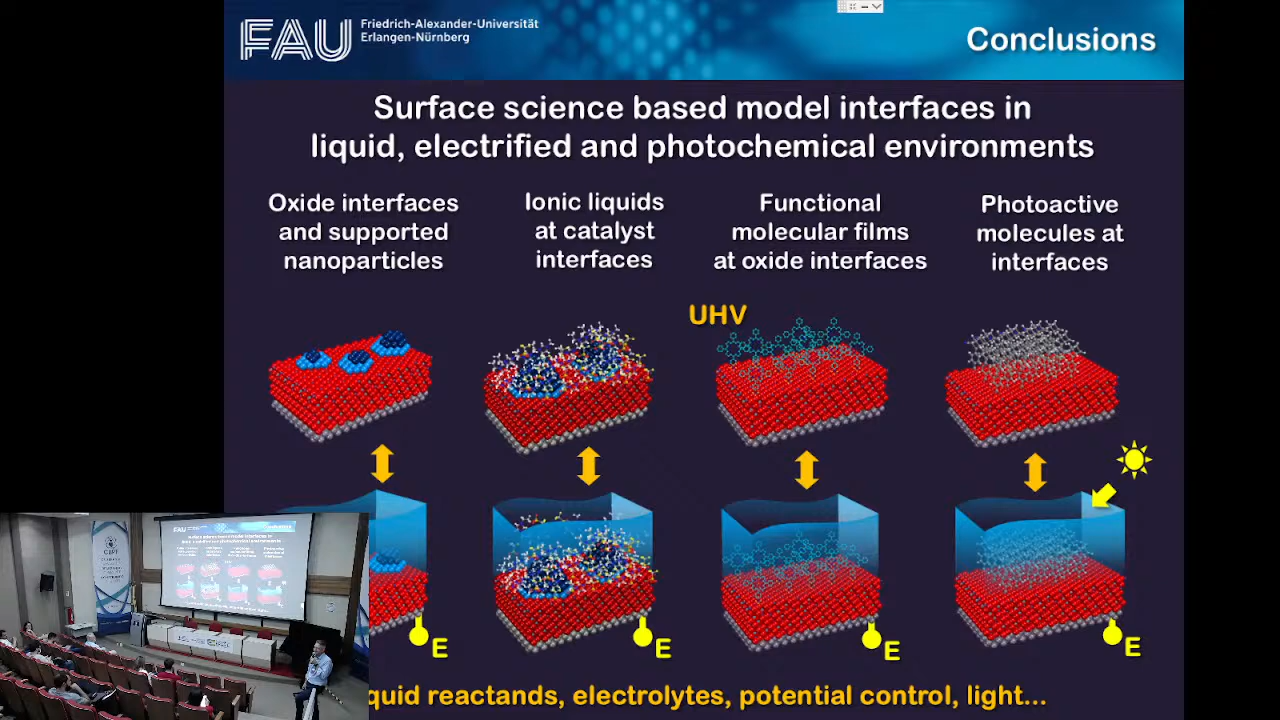 FAU
Friedrich-Alexander-Universität
Erlangen-Nürnberg
Conclusions
Surface science based model interfaces in
liquid, electrified and photochemical environments
Oxide interfaces
and supported
nanoparticles
Ionic liquids
at catalyst
interfaces
Functional
molecular films
at oxide interfaces
Photoactive
molecules at
interfaces
UHV
E
E
E
E
reactands, electrolytes, potential control, light...